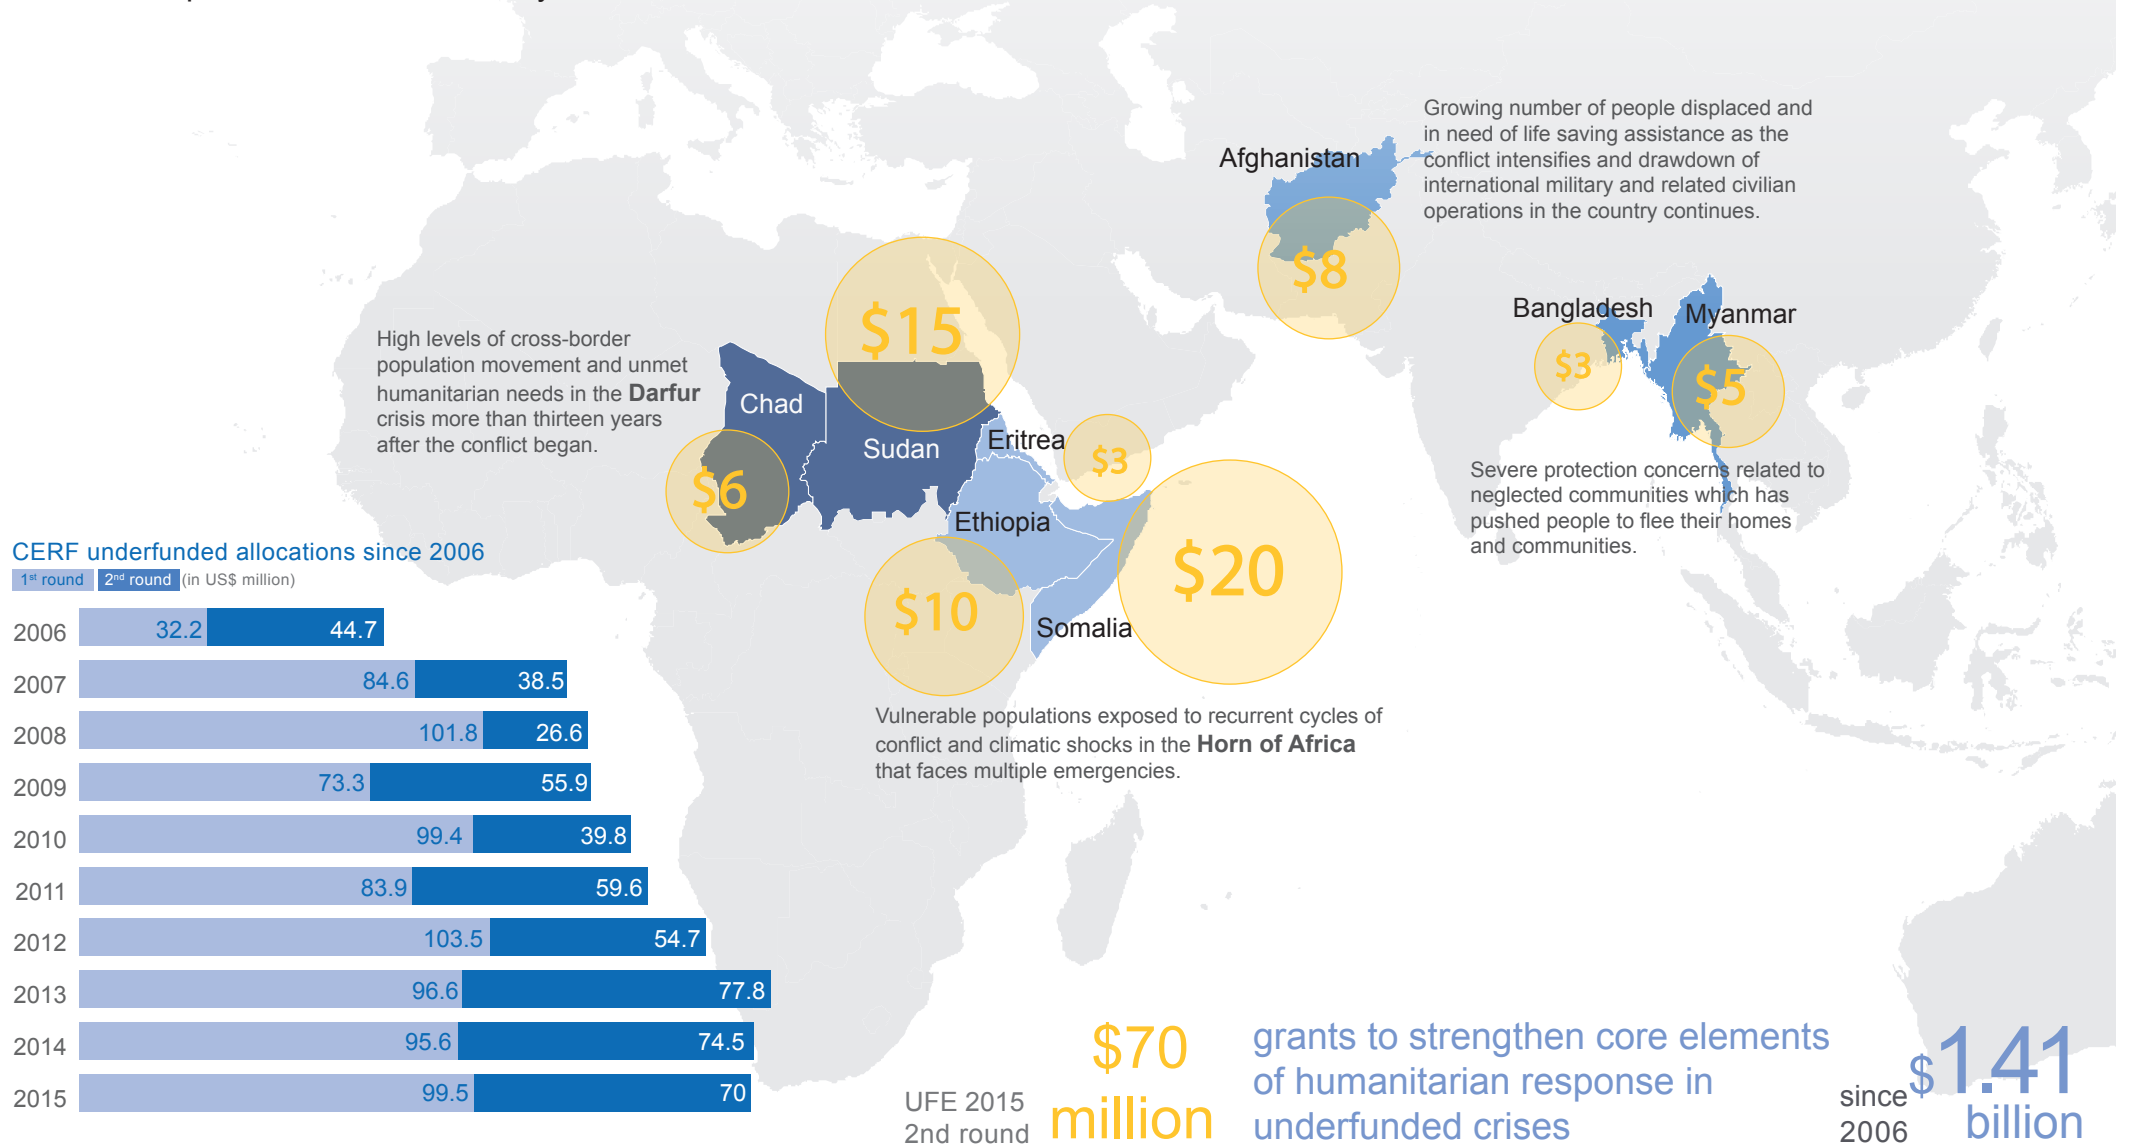 Growing number of people displaced and
in need of life saving assistance as the
conflict intensifies and drawdown of
international military and related civilian
operations in the country continues.
Afghanistan
$8
$15
Bangladesh
Myanmar
$3
$5
High levels of cross-border
population movement and unmet
humanitarian needs in the Darfur
crisis more than thirteen years
after the conflict began.
Chad
Sudan
Eritrea
$3
$6
Severe protection concerns related to
neglected communities which has
pushed people to flee their homes
and communities.
Ethiopia
$20
$10
Somalia
Vulnerable populations exposed to recurrent cycles of
conflict and climatic shocks in the Horn of Africa
that faces multiple emergencies.
CERF underfunded allocations since 2006
1st round 2nd round (in US$ million)
2006 32.2 44.7
2007 84.6 38.5
2008 101.8 26.6
2009 73.3 55.9
2010 99.4 39.8
2011 83.9 59.6
2012 103.5 54.7
2013 96.6 77.8
2014 95.6 74.5
2015 99.5 70
UFE 2015
2nd round
$70
million
grants to strengthen core elements
of humanitarian response in
underfunded crises
since
2006
$1.41
billion